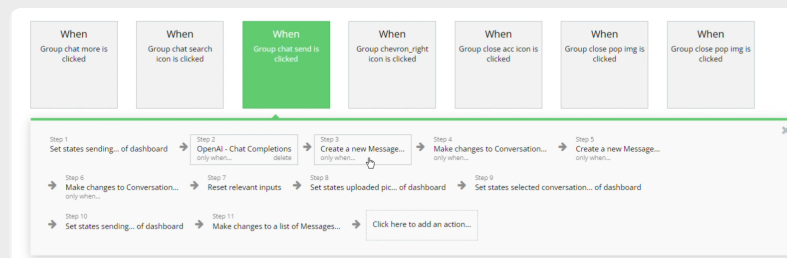 When
Group chat more is
clicked
When
Group chat search
icon is clicked
When
Group chat send is
clicked
When
Group chevron_right
icon is clicked
When
Group close acc icon is
clicked
When
Group close pop img is
clicked
When
Group close pop img is
clicked
Step 1
Set states sending... of dashboard
Step 2
OpenAI - Chat Completions
only when... delete
Step 3
Create a new Message...
only when...
Step 4
Make changes to Conversation...
only when...
Step 5
Create a new Message...
Step 6
Make changes to Conversation...
only when...
Step 7
Reset relevant inputs
Step 8
Set states uploaded pic... of dashboard
Step 9
Set states selected conversation... of dashboard
Step 10
Set states sending... of dashboard
Step 11
Make changes to a list of Messages...
Click here to add an action...